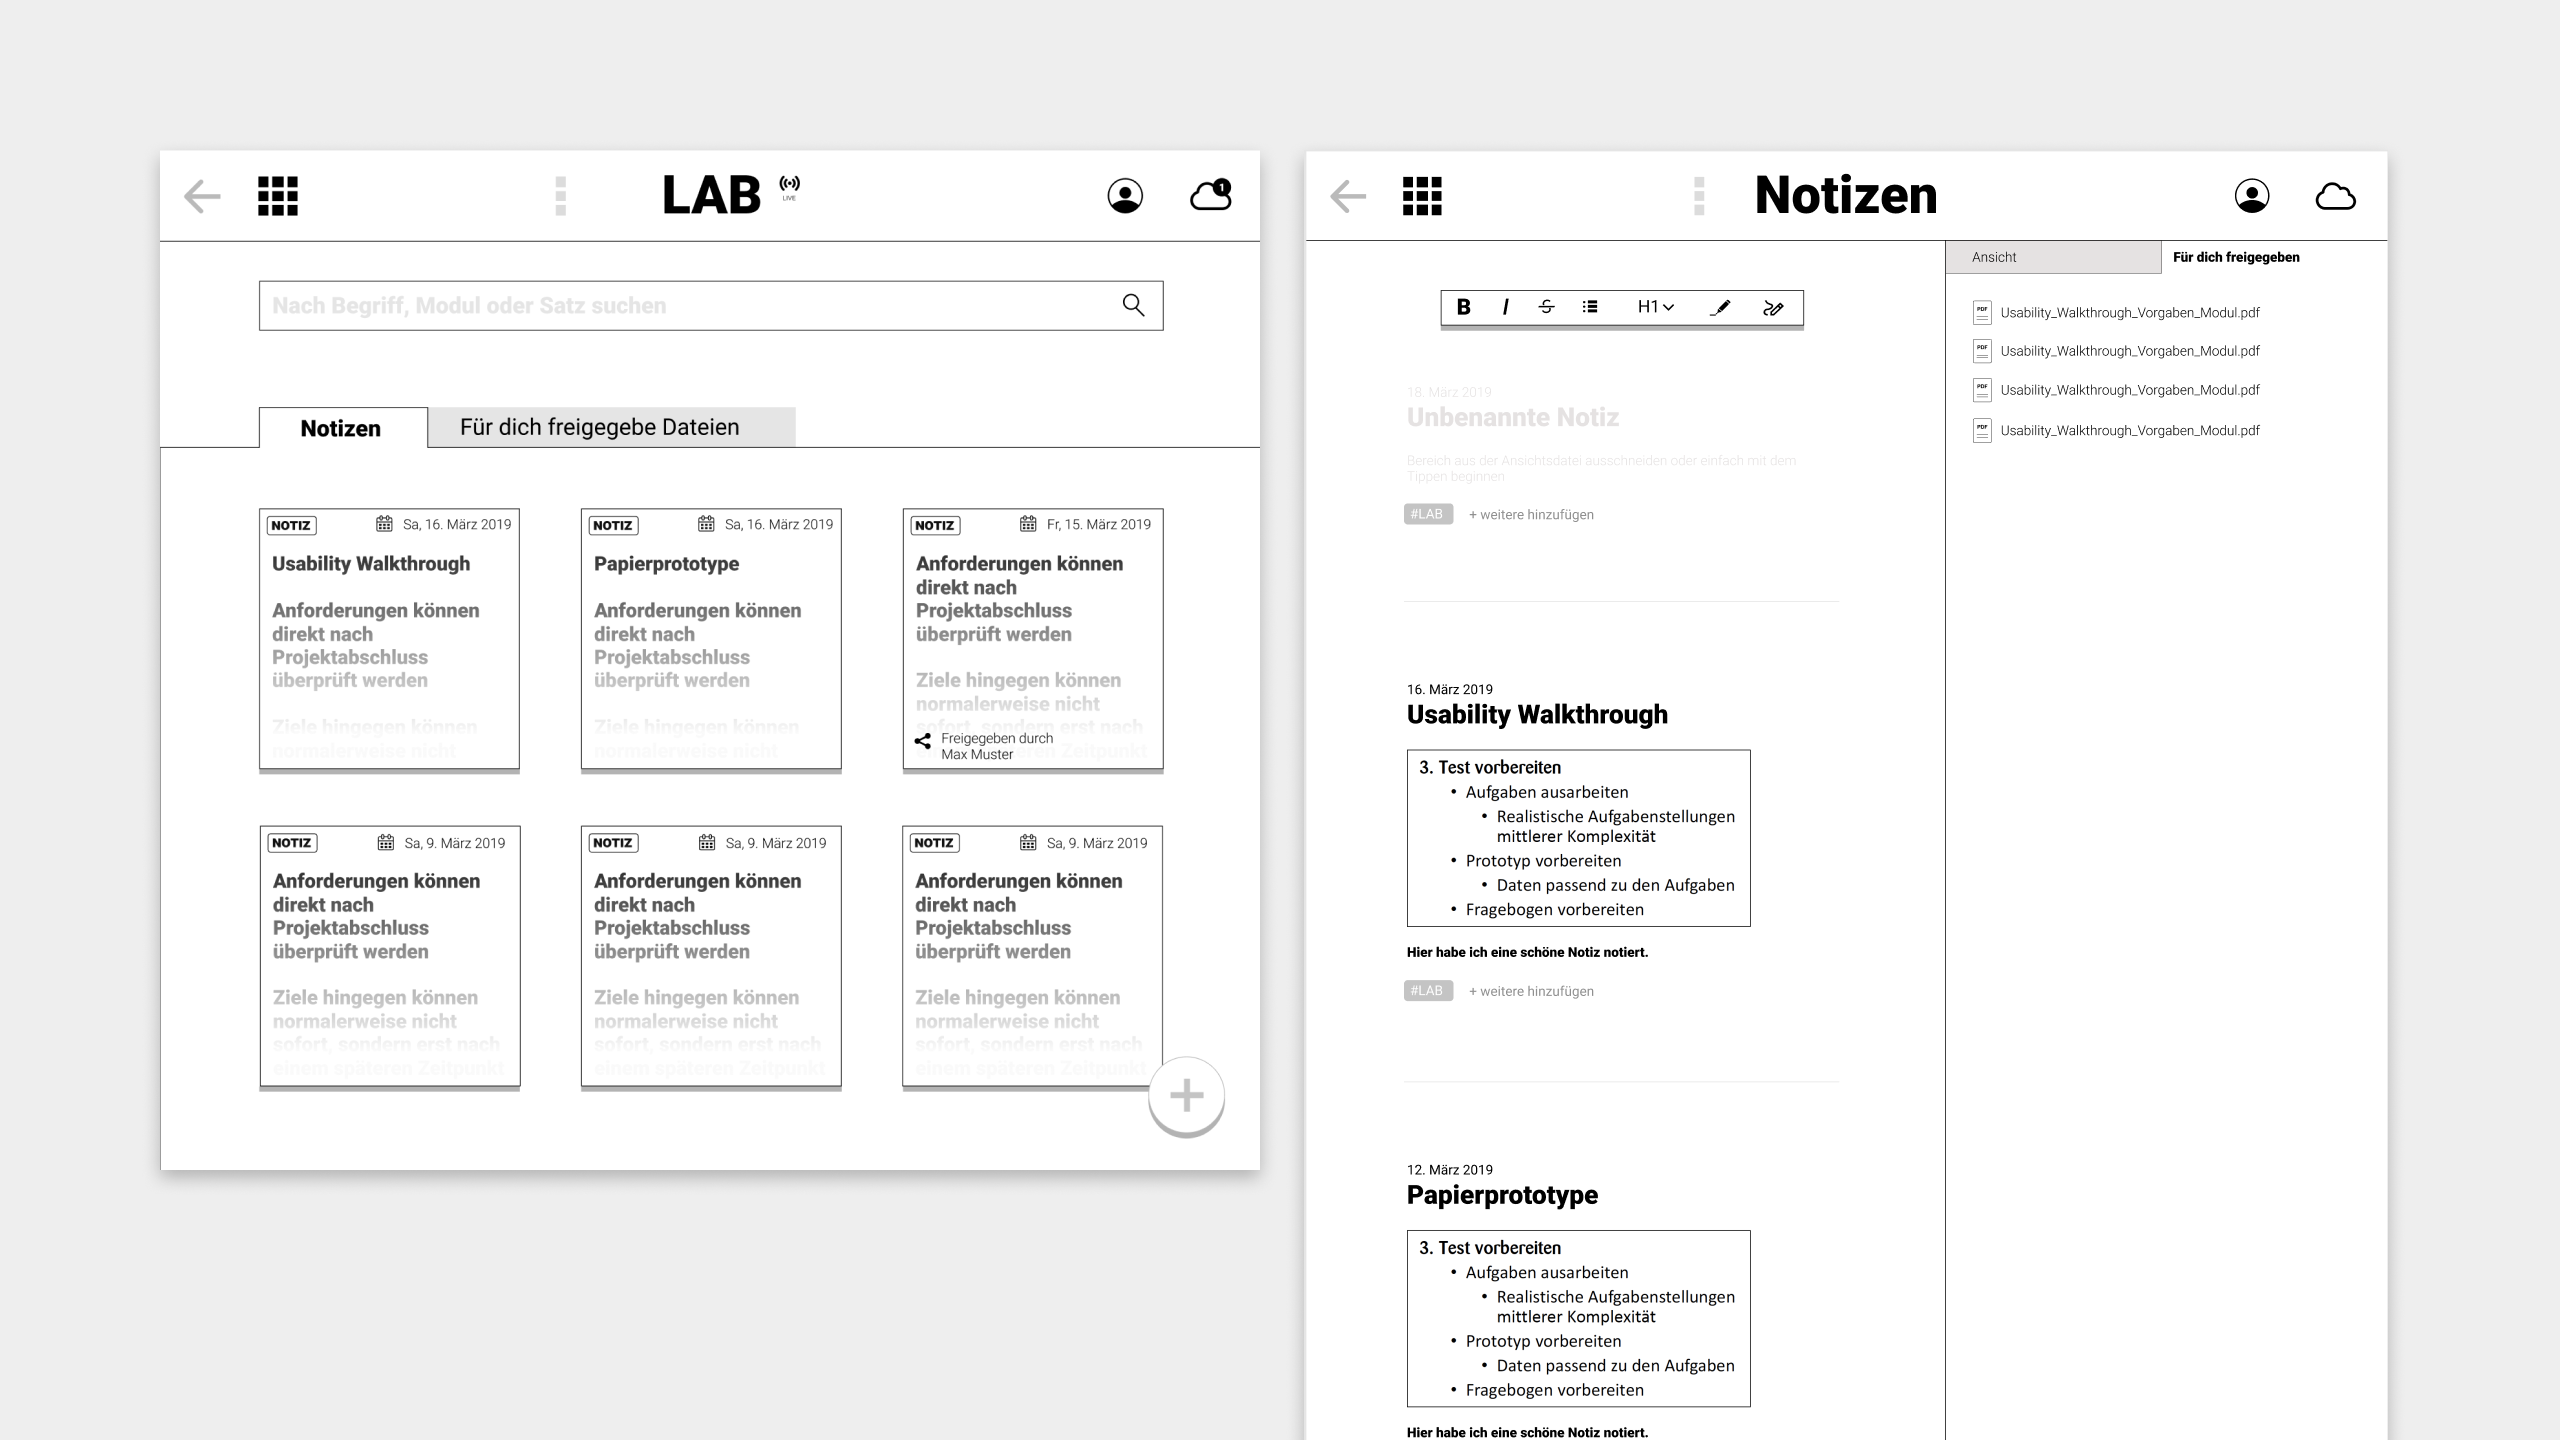 LAB
LIVE
1
Nach Begriff, Modul oder Satz suchen
Notizen
Für dich freigegebe Dateien
NOTIZ
Sa, 16. März 2019
Usability Walkthrough
Anforderungen können
direkt nach
Projektabschluss
überprüft werden
Ziele hingegen können
normalerweise nicht
NOTIZ
Sa, 16. März 2019
Papierprototype
Anforderungen können
direkt nach
Projektabschluss
überprüft werden
Ziele hingegen können
normalerweise nicht
NOTIZ
Fr, 15. März 2019
Anforderungen können
direkt nach
Projektabschluss
überprüft werden
Ziele hingegen können
normalerweise nicht
sofort, sondern erst nach
Zeitpunkt
Freigegeben durch
Max Muster
NOTIZ
Sa, 9. März 2019
Anforderungen können
direkt nach
Projektabschluss
überprüft werden
Ziele hingegen können
normalerweise nicht
sofort, sondern erst nach
einem späteren Zeitpunkt
NOTIZ
Sa, 9. März 2019
Anforderungen können
direkt nach
Projektabschluss
überprüft werden
Ziele hingegen können
normalerweise nicht
sofort, sondern erst nach
einem späteren Zeitpunkt
NOTIZ
Sa, 9. März 2019
Anforderungen können
direkt nach
Projektabschluss
überprüft werden
Ziele hingegen können
normalerweise nicht
sofort, sondern erst nach
einem späteren Zeitpunkt
Notizen
B I S H1
18. März 2019
Unbenannte Notiz
Bereich aus der Ansichtsdatei ausschneiden oder einfach mit dem
Tippen beginnen
#LAB + weitere hinzufügen
16. März 2019
Usability Walkthrough
3. Test vorbereiten
• Aufgaben ausarbeiten
• Realistische Aufgabenstellungen
mittlerer Komplexität
• Prototyp vorbereiten
• Daten passend zu den Aufgaben
• Fragebogen vorbereiten
Hier habe ich eine schöne Notiz notiert.
#LAB + weitere hinzufügen
12. März 2019
Papierprototype
3. Test vorbereiten
• Aufgaben ausarbeiten
• Realistische Aufgabenstellungen
mittlerer Komplexität
• Prototyp vorbereiten
• Daten passend zu den Aufgaben
• Fragebogen vorbereiten
Hier habe ich eine schöne Notiz notiert.
Ansicht
Für dich freigegeben
PDF Usability_Walkthrough_Vorgaben_Modul.pdf
PDF Usability_Walkthrough_Vorgaben_Modul.pdf
PDF Usability_Walkthrough_Vorgaben_Modul.pdf
PDF Usability_Walkthrough_Vorgaben_Modul.pdf